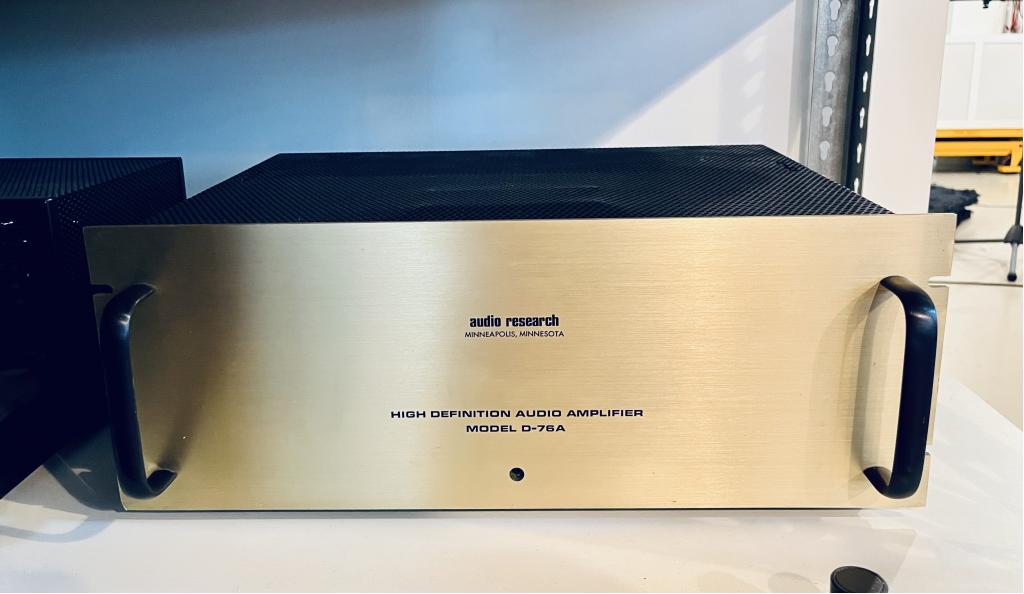 audio research
MINNEAPOLIS, MINNESOTA
HIGH DEFINITION AUDIO AMPLIFIER
MODEL D-76A